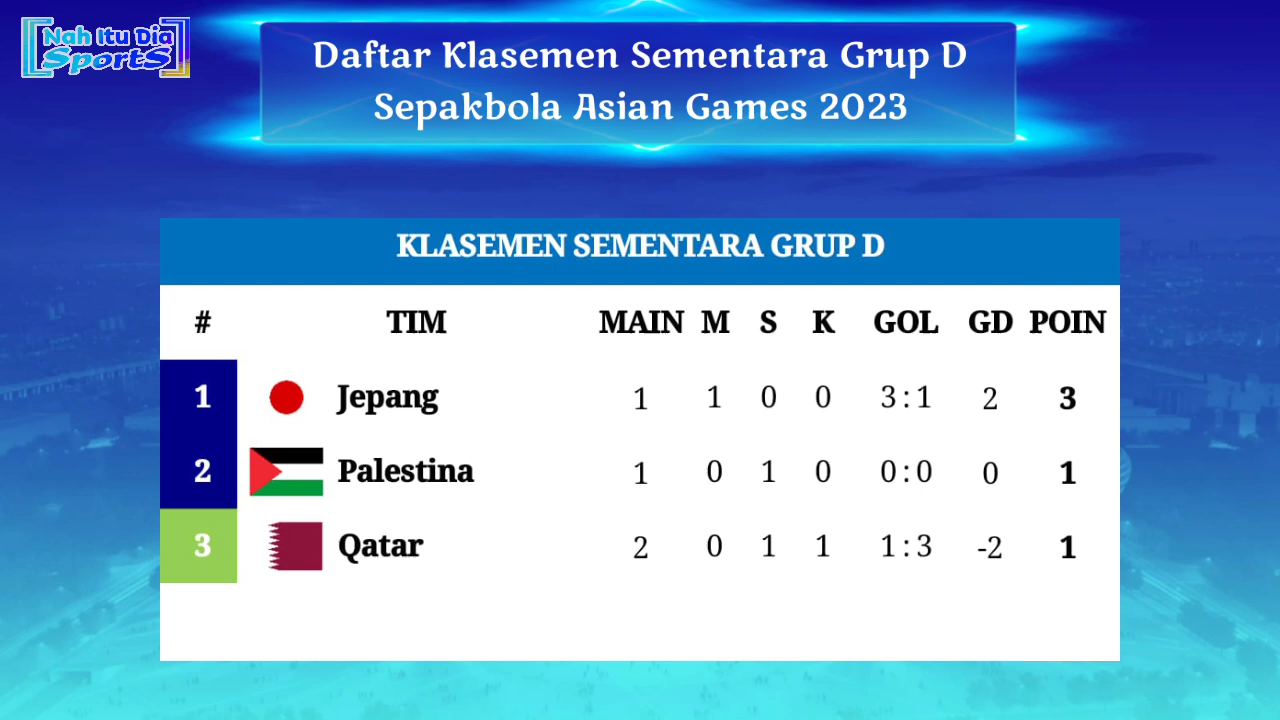 Nah Itu Dia
Sports
Daftar Klasemen Sementara Grup D
Sepakbola Asian Games 2023
KLASEMEN SEMENTARA GRUP D
# TIM MAIN M S K GOL GD POIN
1 Jepang 1 1 0 0 3 : 1 2 3
2 Palestina 1 0 1 0 0 : 0 0 1
3 Qatar 2 0 1 1 1 : 3 -2 1